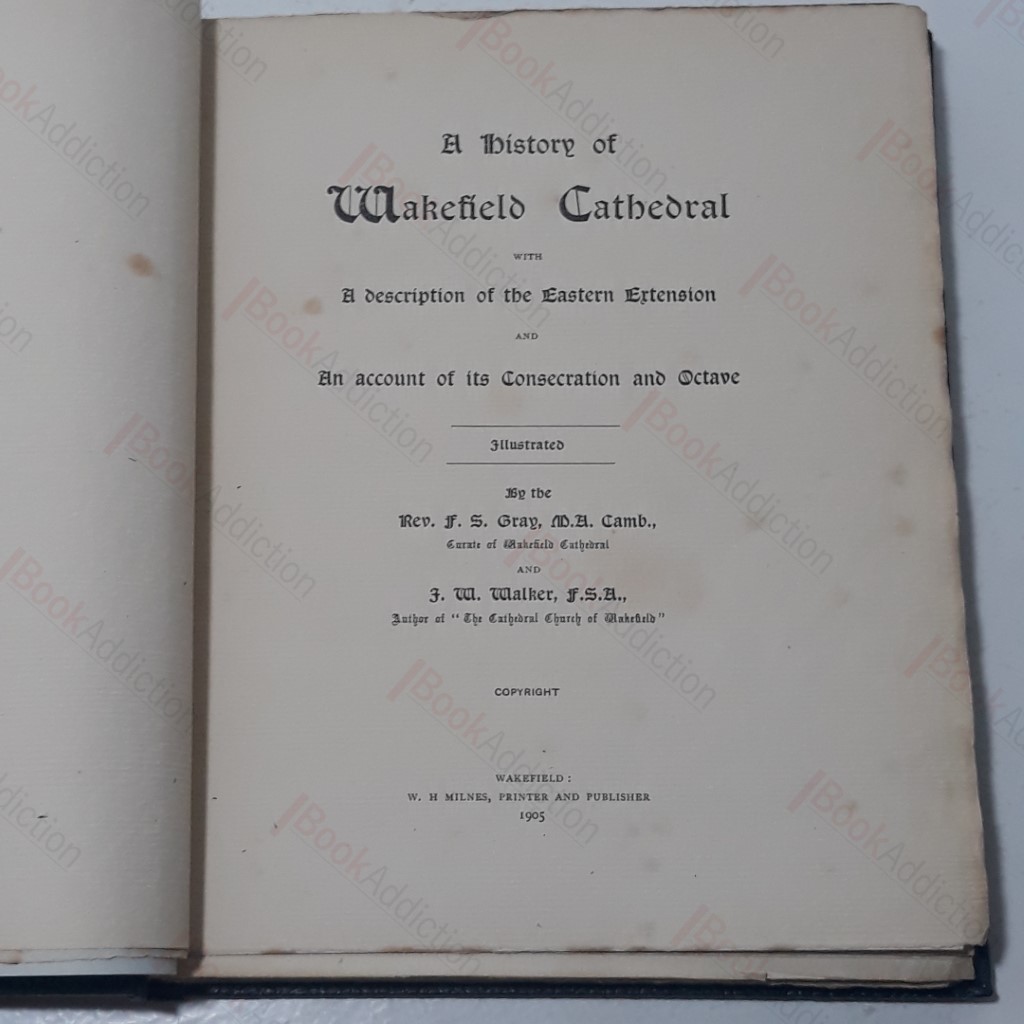 A History of
Wakefield Cathedral
WITH
A description of the Eastern Extension
AND
An account of its Consecration and Octave
Illustrated
By the
Rev. F. S. Gray, M.A. Camb.,
Curate of Wakefield Cathedral
AND
J. W. Walker, F.S.A.,
Author of "The Cathedral Church of Wakefield"
COPYRIGHT
WAKEFIELD:
W. H MILNES, PRINTER AND PUBLISHER
1905
BookAddiction